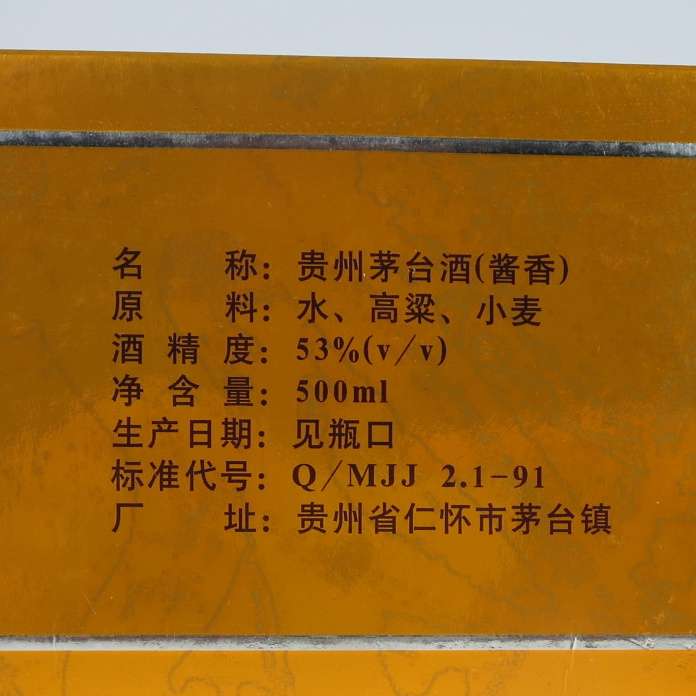 名 称：贵州茅台酒(酱香)
原 料：水、高粱、小麦
酒 精 度：53%(v/v)
净 含 量：500ml
生产日期：见瓶口
标准代号：Q/MJJ 2.1-91
厂 址：贵州省仁怀市茅台镇